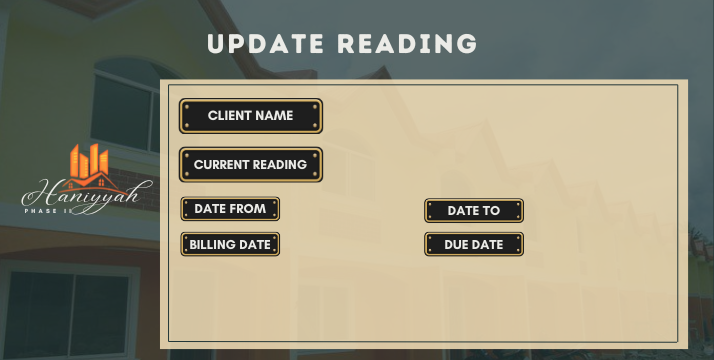 UPDATE READING
CLIENT NAME
CURRENT READING
Haniyyah
PHASE II
DATE FROM
DATE TO
BILLING DATE
DUE DATE